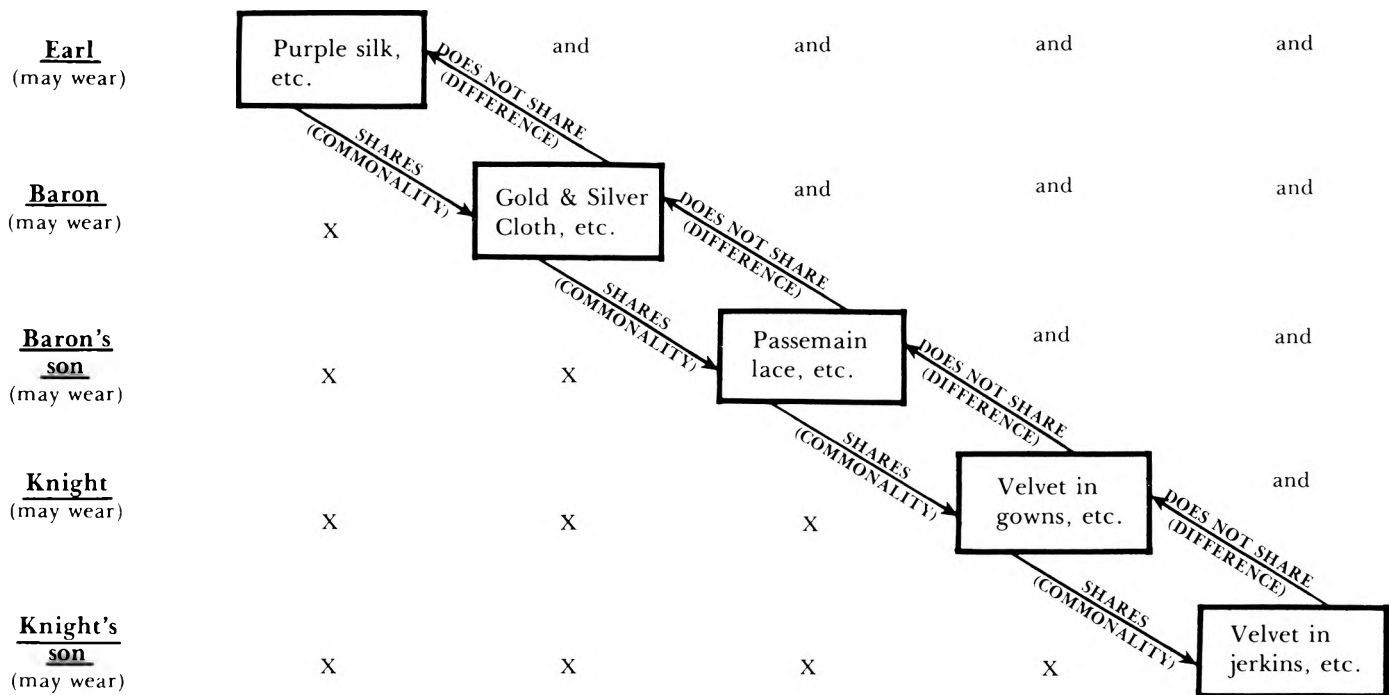 Earl
(may wear)
Purple silk,
etc.
and
and
and
and
DOES NOT SHARE
(DIFFERENCE)
SHARES
(COMMONALITY)
Baron
(may wear)
X
Gold & Silver
Cloth, etc.
and
and
and
DOES NOT SHARE
(DIFFERENCE)
SHARES
(COMMONALITY)
Baron's
son
(may wear)
X
X
Passemain
lace, etc.
and
and
DOES NOT SHARE
(DIFFERENCE)
SHARES
(COMMONALITY)
Knight
(may wear)
X
X
X
Velvet in
gowns, etc.
and
DOES NOT SHARE
(DIFFERENCE)
SHARES
(COMMONALITY)
Knight's
son
(may wear)
X
X
X
X
Velvet in
jerkins, etc.